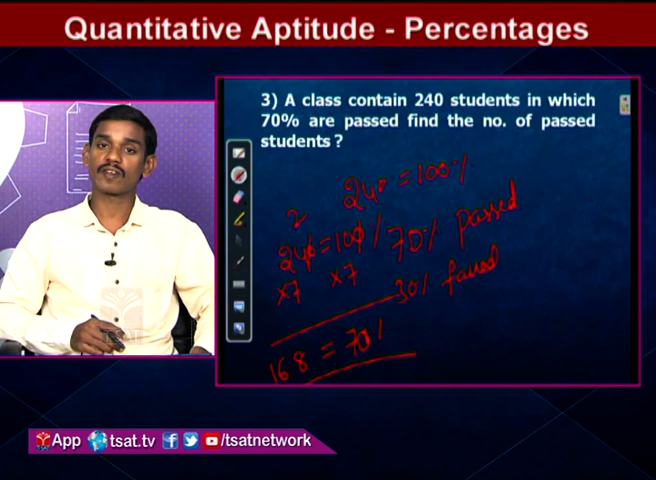 Quantitative Aptitude - Percentages
3) A class contain 240 students in which
70% are passed find the no. of passed
students ?
240 = 100%
2
240 = 100% 70% passed
×7 ×7
30% failed
168 = 70%
TSAT
App tsat.tv /tsatnetwork